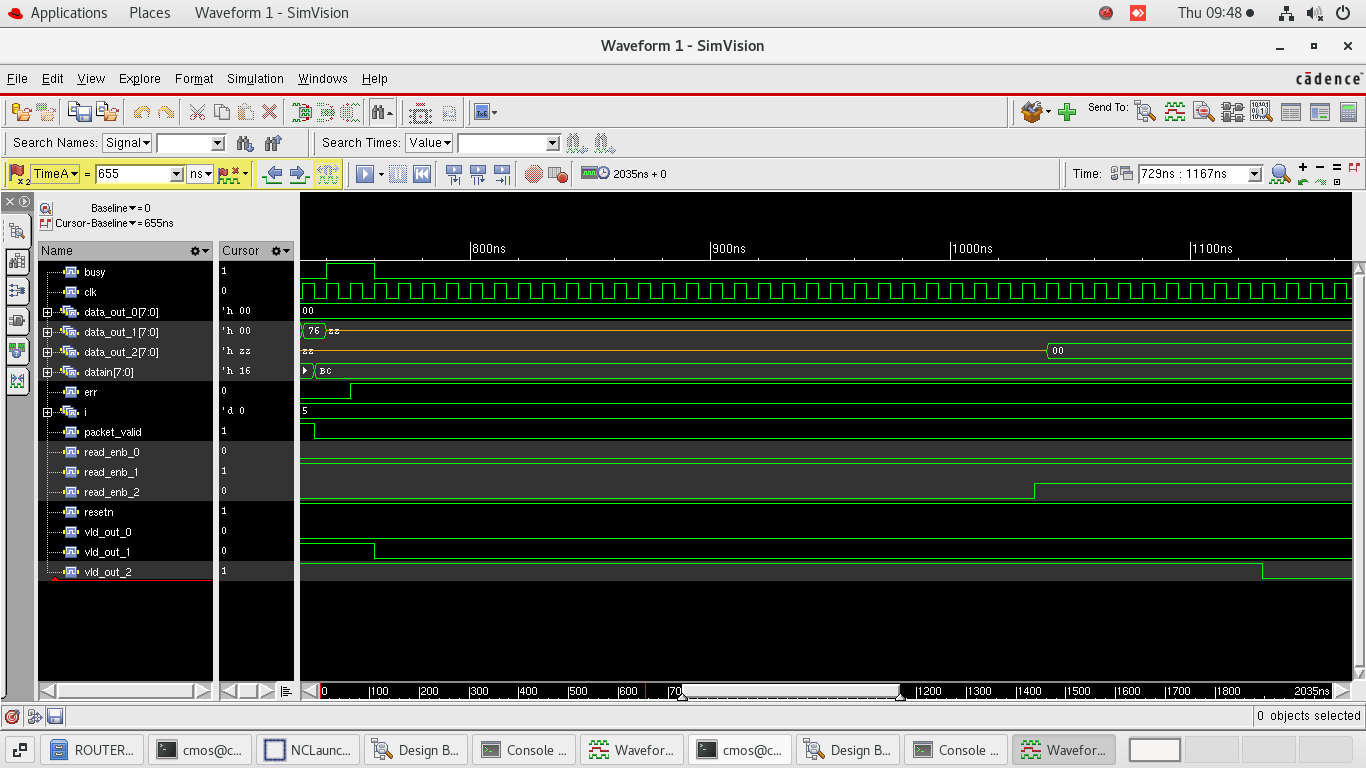 Applications Places Waveform 1 - SimVision Thu 09:48
Waveform 1 - SimVision
File Edit View Explore Format Simulation Windows Help cādence
Send To:
Search Names: Signal Search Times: Value
TimeA = 655 ns 2035ns + 0 Time: 729ns : 1167ns
Baseline = 0
Cursor-Baseline = 655ns
Name Cursor 800ns 900ns 1000ns 1100ns
busy 1
clk 0
data_out_0[7:0] 'h 00 00
data_out_1[7:0] 'h 00 76 zz
data_out_2[7:0] 'h zz zz 00
datain[7:0] 'h 16 BC
err 0
i 'd 0 5
packet_valid 1
read_enb_0 0
read_enb_1 1
read_enb_2 0
resetn 1
vld_out_0 0
vld_out_1 0
vld_out_2 1
0 100 200 300 400 500 600 70 1200 1300 1400 1500 1600 1700 1800 2035ns
0 objects selected
ROUTER... cmos@c... NCLaunc... Design B... Console ... Wavefor... cmos@c... Design B... Console ... Wavefor...